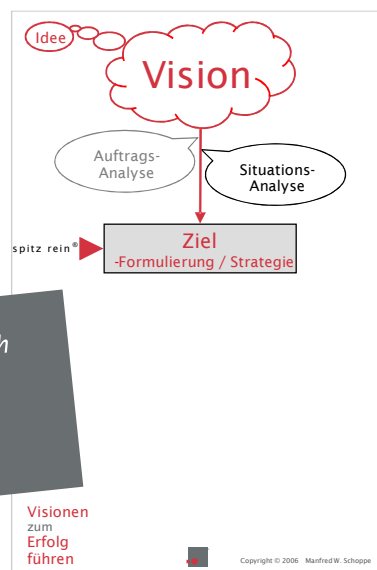 Idee
Vision
Auftrags-
Analyse
Situations-
Analyse
spitz rein®
Ziel
-Formulierung / Strategie
h
Visionen
zum
Erfolg
führen
Copyright © 2006 Manfred W. Schoppe